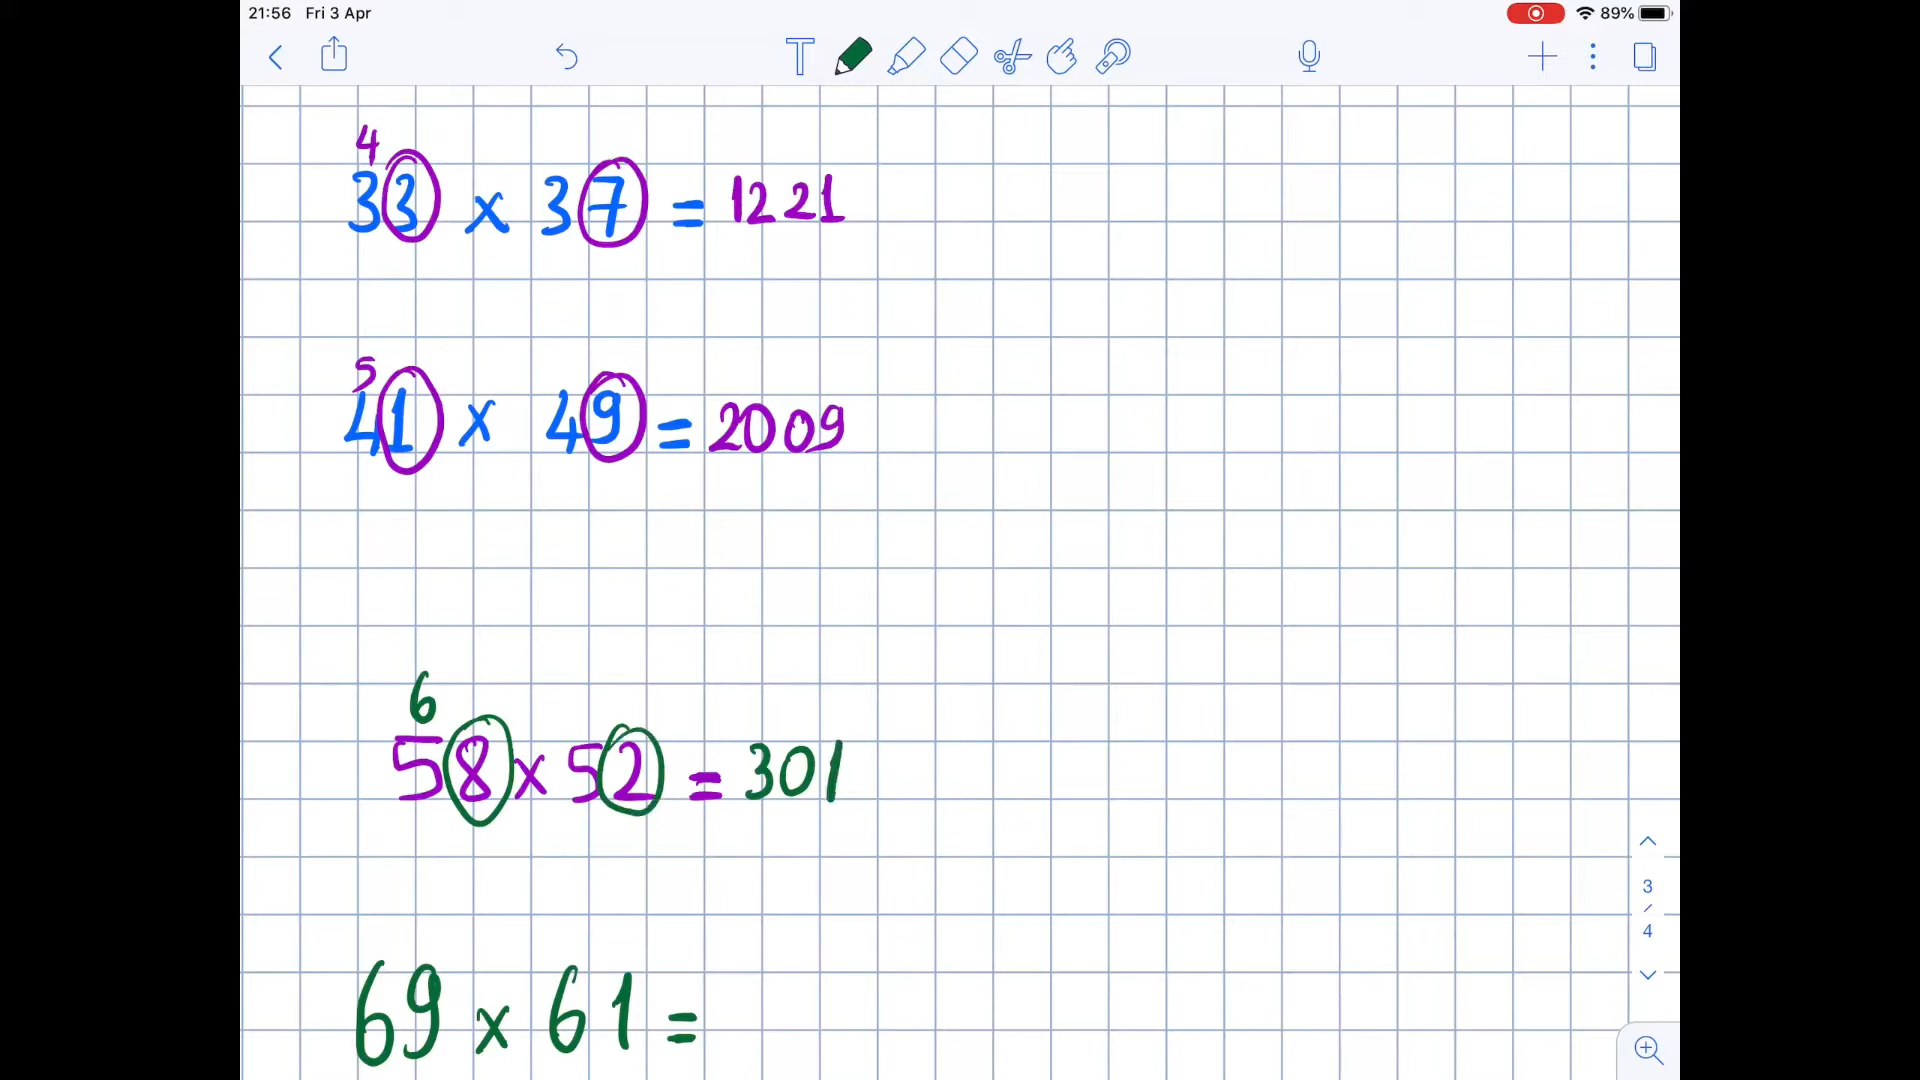 21:56 Fri 3 Apr
89%
T
4
33 x 37 = 1221
5
41 x 49 = 2009
6
58 x 52 = 301
3
/
4
69 x 61 =